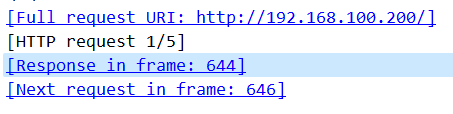 [Full request URI: http://192.168.100.200/]
[HTTP request 1/5]
[Response in frame: 644]
[Next request in frame: 646]